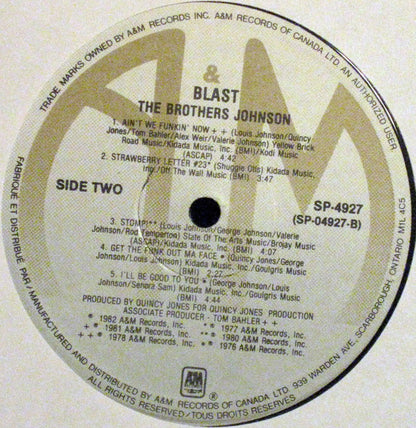 TRADE MARKS OWNED BY A&M RECORDS INC. A&M RECORDS OF CANADA LTD. AN AUTHORIZED USER
A&M
BLAST
THE BROTHERS JOHNSON
1. AIN'T WE FUNKIN' NOW + + (Louis Johnson/Quincy
Jones/Tom Bahler/Alex Weir/Valerie Johnson) Yellow Brick
Road Music/Kidada Music, Inc. (BMI)/Kodi Music
(ASCAP) 4:42
2. STRAWBERRY LETTER #23* (Shuggie Otis) Kidada Music,
Inc./Off The Wall Music (BMI) 3:47
SIDE TWO
SP-4927
(SP-04927-B)
3. STOMP!** (Louis Johnson/George Johnson/Valerie
Johnson/Rod Temperton) State Of The Arts Music/Brojay Music
(ASCAP)/Kidada Music, Inc. (BMI) 4:07
4. GET THE FUNK OUT MA FACE • (Quincy Jones/George
Johnson/Louis Johnson) Kidada Music, Inc./Goulgris Music
(BMI) 2:27
5. I'LL BE GOOD TO YOU • (George Johnson/Louis
Johnson/Senora Sam) Kidada Music, Inc./Goulgris Music
(BMI) 4:44
PRODUCED BY QUINCY JONES FOR QUINCY JONES PRODUCTION
ASSOCIATE PRODUCER - TOM BAHLER + +
1982 A&M Records, Inc. 1977 A&M Records, Inc.
+ 1981 A&M Records, Inc. 1980 A&M Records, Inc.
+ + 1978 A&M Records, Inc. 1976 A&M Records, Inc.
A&M
RECORDS
®
FABRIQUÉ ET DISTRIBUÉ PAR/MANUFACTURED AND DISTRIBUTED BY A&M RECORDS OF CANADA LTD. 939 WARDEN AVE., SCARBOROUGH, ONTARIO M1L 4C5
ALL RIGHTS RESERVED/TOUS DROITS RESERVES